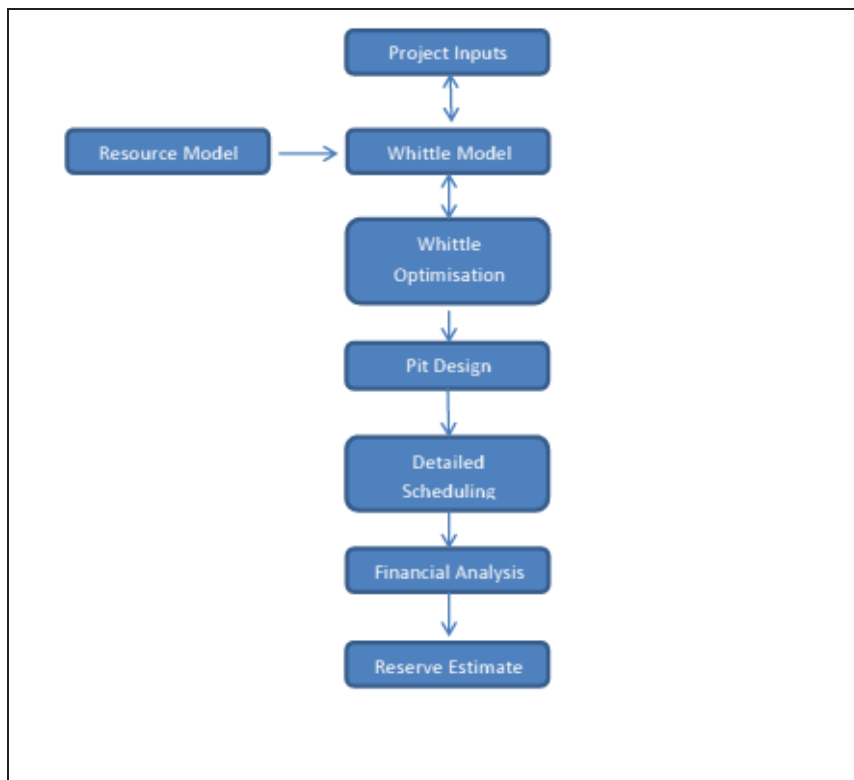 Project Inputs
Resource Model
Whittle Model
Whittle
Optimisation
Pit Design
Detailed
Scheduling
Financial Analysis
Reserve Estimate